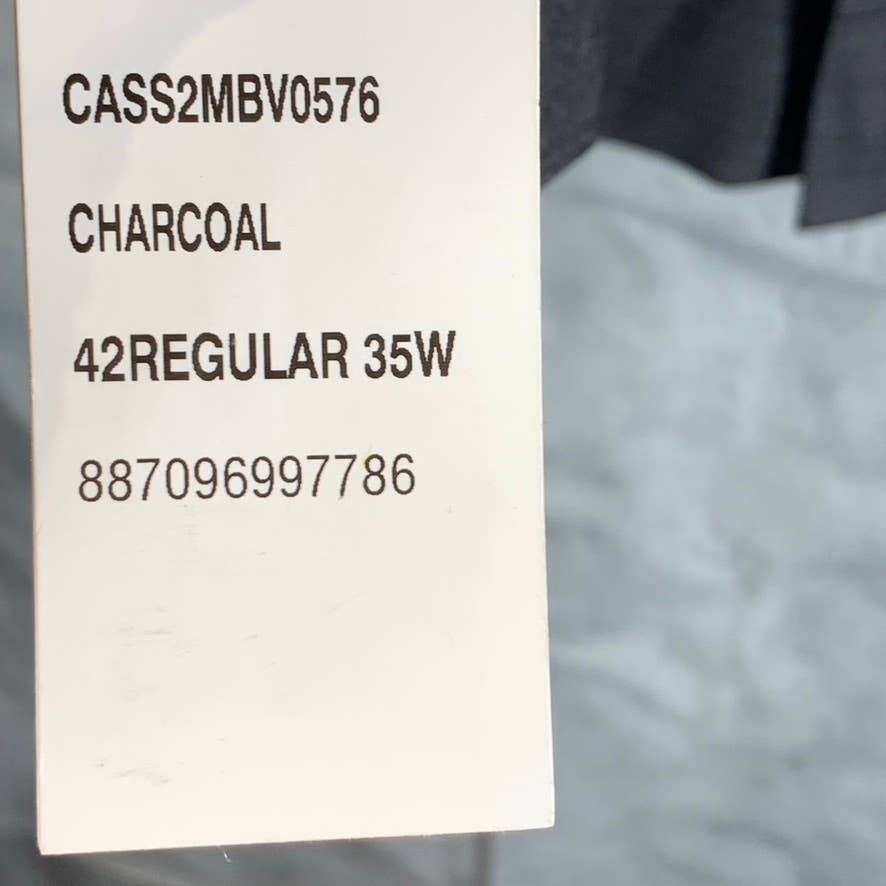 CASS2MBV0576
CHARCOAL
42REGULAR 35W
887096997786